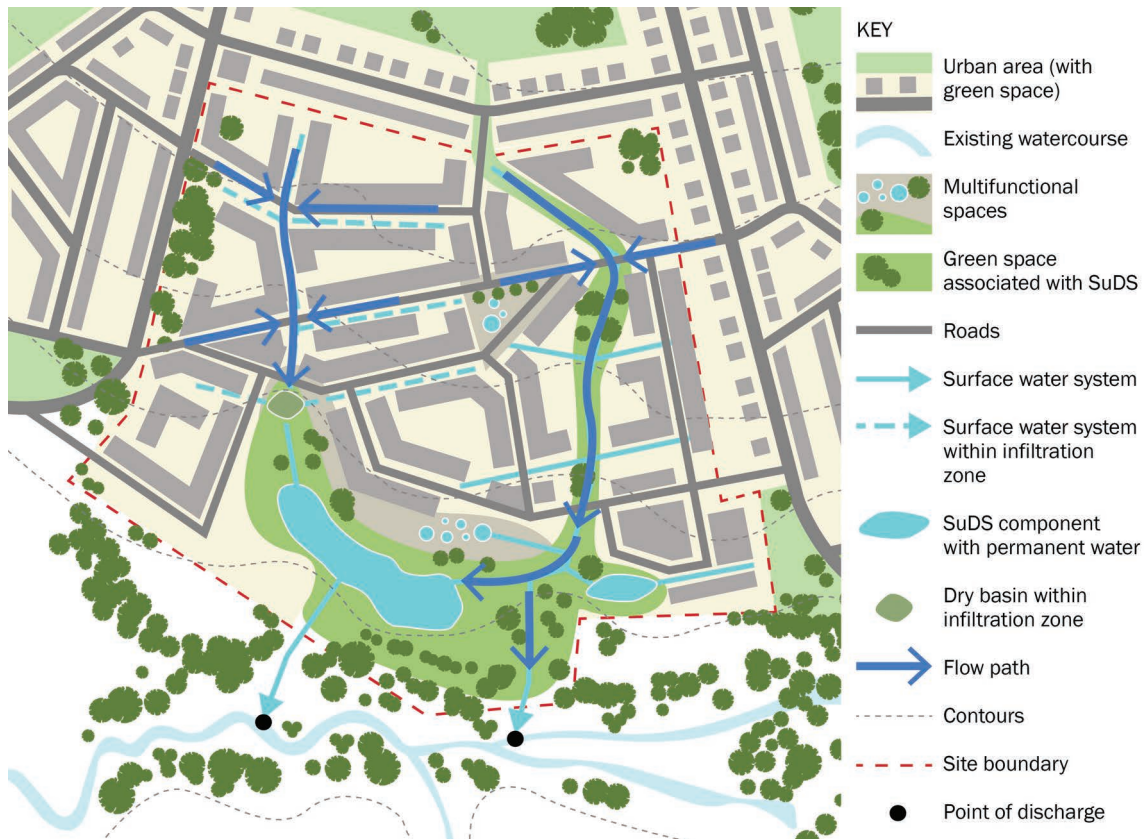 KEY
Urban area (with
green space)
Existing watercourse
Multifunctional
spaces
Green space
associated with SuDS
Roads
Surface water system
Surface water system
within infiltration
zone
SuDS component
with permanent water
Dry basin within
infiltration zone
Flow path
Contours
Site boundary
Point of discharge